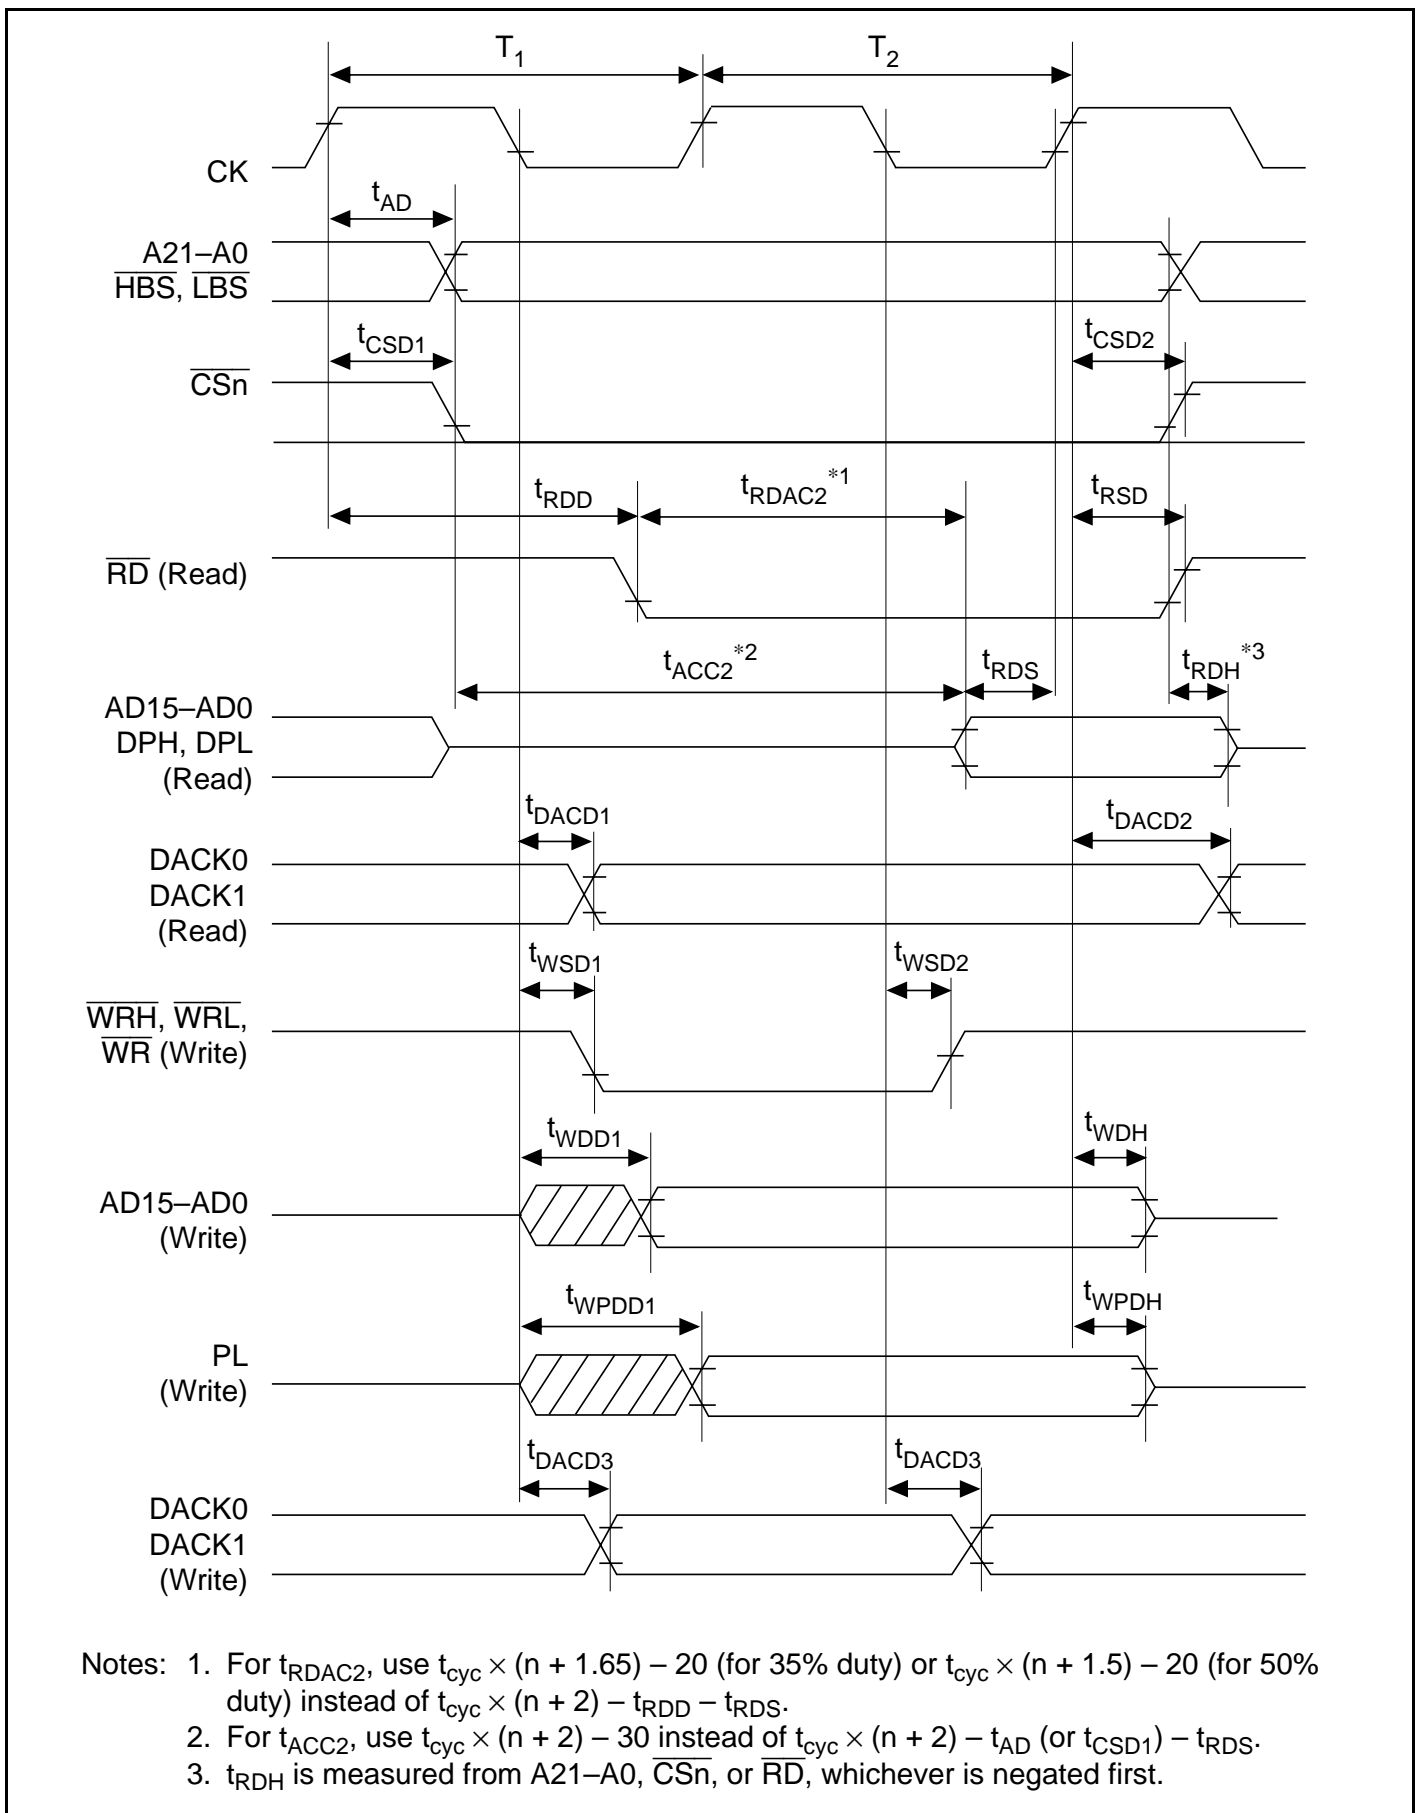 T1 T2
CK
tAD
A21–A0
HBS, LBS
tCSD1 tCSD2
CSn
tRDD tRDAC2*1 tRSD
RD (Read)
tACC2*2 tRDS tRDH*3
AD15–AD0
DPH, DPL
(Read)
tDACD1 tDACD2
DACK0
DACK1
(Read)
tWSD1 tWSD2
WRH, WRL,
WR (Write)
tWDD1 tWDH
AD15–AD0
(Write)
tWPDD1 tWPDH
PL
(Write)
tDACD3 tDACD3
DACK0
DACK1
(Write)
Notes: 1. For tRDAC2, use tcyc × (n + 1.65) – 20 (for 35% duty) or tcyc × (n + 1.5) – 20 (for 50%
duty) instead of tcyc × (n + 2) – tRDD – tRDS.
2. For tACC2, use tcyc × (n + 2) – 30 instead of tcyc × (n + 2) – tAD (or tCSD1) – tRDS.
3. tRDH is measured from A21–A0, CSn, or RD, whichever is negated first.